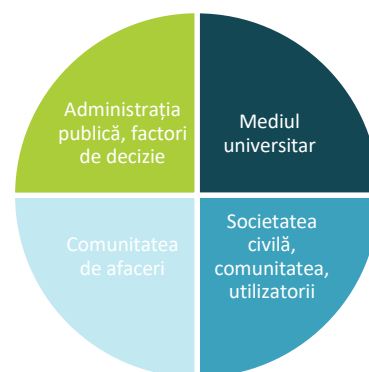 Administrația
publică, factori
de decizie
Mediul
universitar
Comunitatea
de afaceri
Societatea
civilă,
comunitatea,
utilizatorii